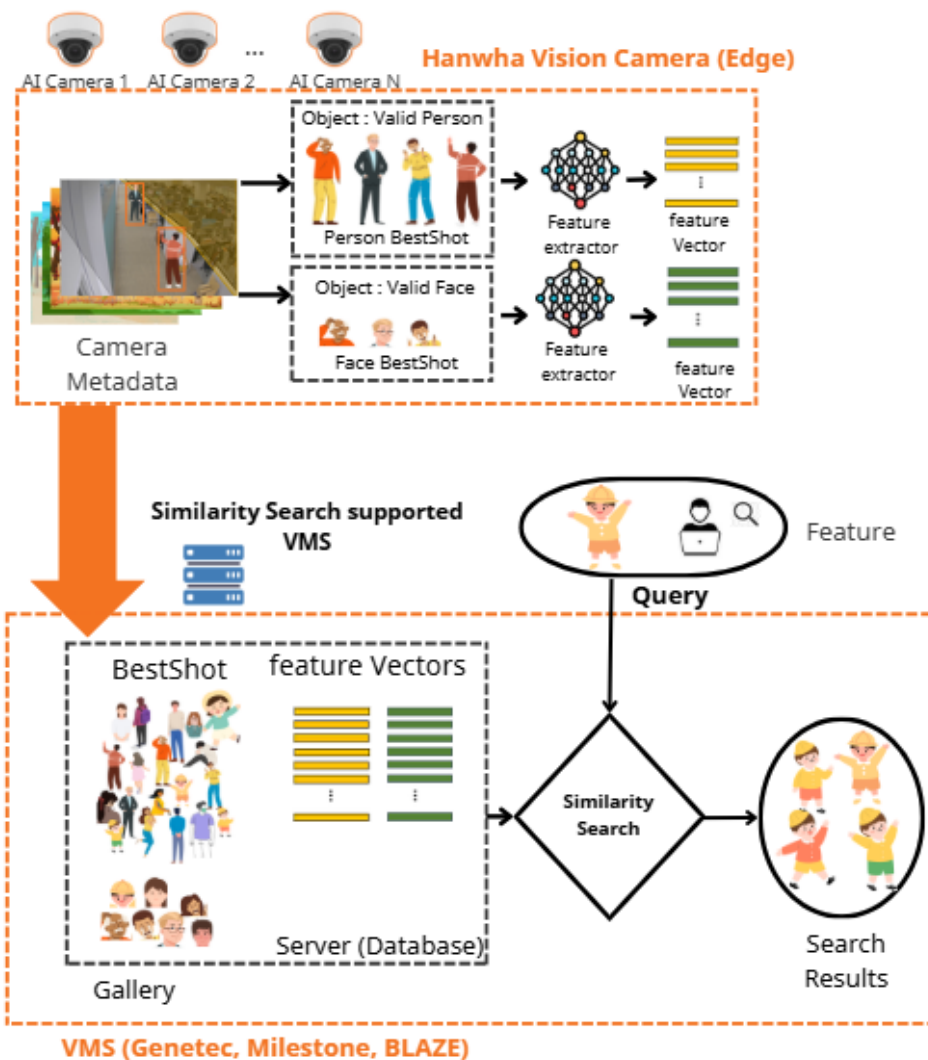 AI Camera 1
AI Camera 2
...
AI Camera N
Hanwha Vision Camera (Edge)
Object : Valid Person
Person BestShot
Feature
extractor
feature
Vector
Object : Valid Face
Face BestShot
Feature
extractor
feature
Vector
Camera
Metadata
Similarity Search supported
VMS
Feature
Query
BestShot
feature Vectors
Server (Database)
Gallery
Similarity
Search
Search
Results
VMS (Genetec, Milestone, BLAZE)